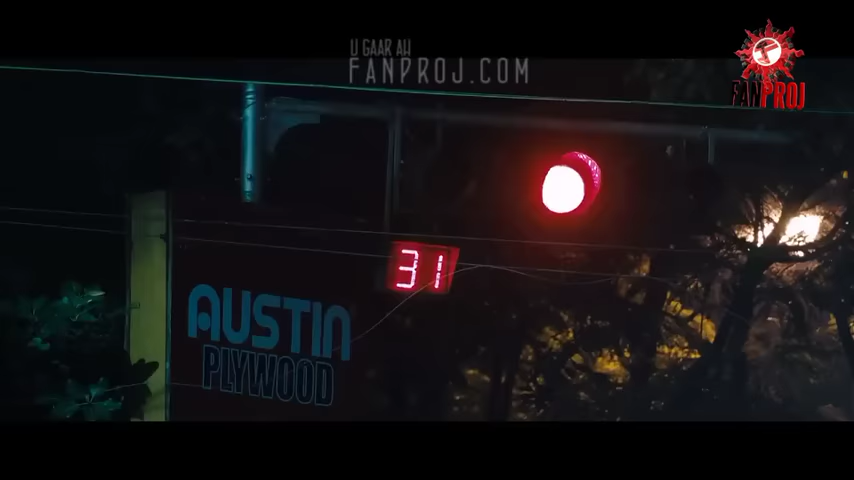 U GAAR AH
FANPROJ.COM
FANPROJ
31
AUSTIN
PLYWOOD